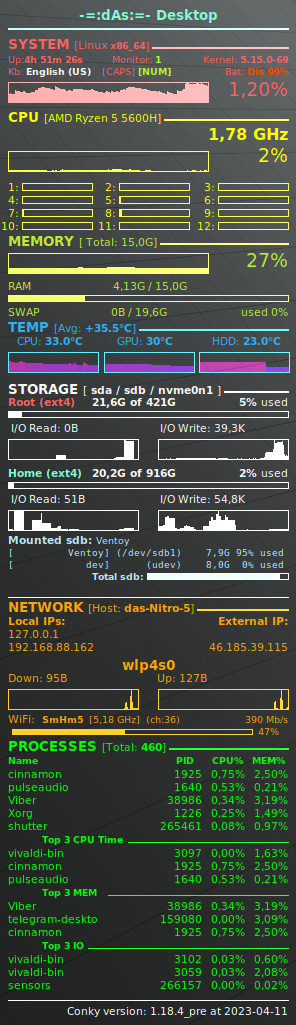 -=:dAs:=- Desktop
SYSTEM [Linux x86_64]
Up:4h 51m 26s Monitor: 1 Kernel: 5.15.0-69
Kb: English (US) [CAPS] [NUM] Bat: Dis 99%
1,20%
CPU [AMD Ryzen 5 5600H]
1,78 GHz
2%
1: 2: 3:
4: 5: 6:
7: 8: 9:
10: 11: 12:
MEMORY [ Total: 15,0G]
27%
RAM 4,13G / 15,0G
SWAP 0B / 19,6G used 0%
TEMP [Avg: +35.5°C]
CPU: 33.0°C GPU: 30°C HDD: 23.0°C
STORAGE [ sda / sdb / nvme0n1 ]
Root (ext4) 21,6G of 421G 5% used
I/O Read: 0B I/O Write: 39,3K
Home (ext4) 20,2G of 916G 2% used
I/O Read: 51B I/O Write: 54,8K
Mounted sdb: Ventoy
[ Ventoy] (/dev/sdb1) 7,9G 95% used
[ dev] (udev) 8,0G 0% used
Total sdb:
NETWORK [Host: das-Nitro-5]
Local IPs: External IP:
127.0.0.1
192.168.88.162 46.185.39.115
wlp4s0
Down: 95B Up: 127B
WiFi: SmHm5 [5,18 GHz] (ch:36) 390 Mb/s
47%
PROCESSES [Total: 460]
Name PID CPU% MEM%
cinnamon 1925 0,75% 2,50%
pulseaudio 1640 0,53% 0,21%
Viber 38986 0,34% 3,19%
Xorg 1226 0,25% 1,49%
shutter 265461 0,08% 0,97%
Top 3 CPU Time
vivaldi-bin 3097 0,00% 1,63%
cinnamon 1925 0,75% 2,50%
pulseaudio 1640 0,53% 0,21%
Top 3 MEM
Viber 38986 0,34% 3,19%
telegram-deskto 159080 0,00% 3,09%
cinnamon 1925 0,75% 2,50%
Top 3 IO
vivaldi-bin 3102 0,03% 0,60%
vivaldi-bin 3059 0,03% 2,08%
sensors 266157 0,00% 0,02%
Conky version: 1.18.4_pre at 2023-04-11